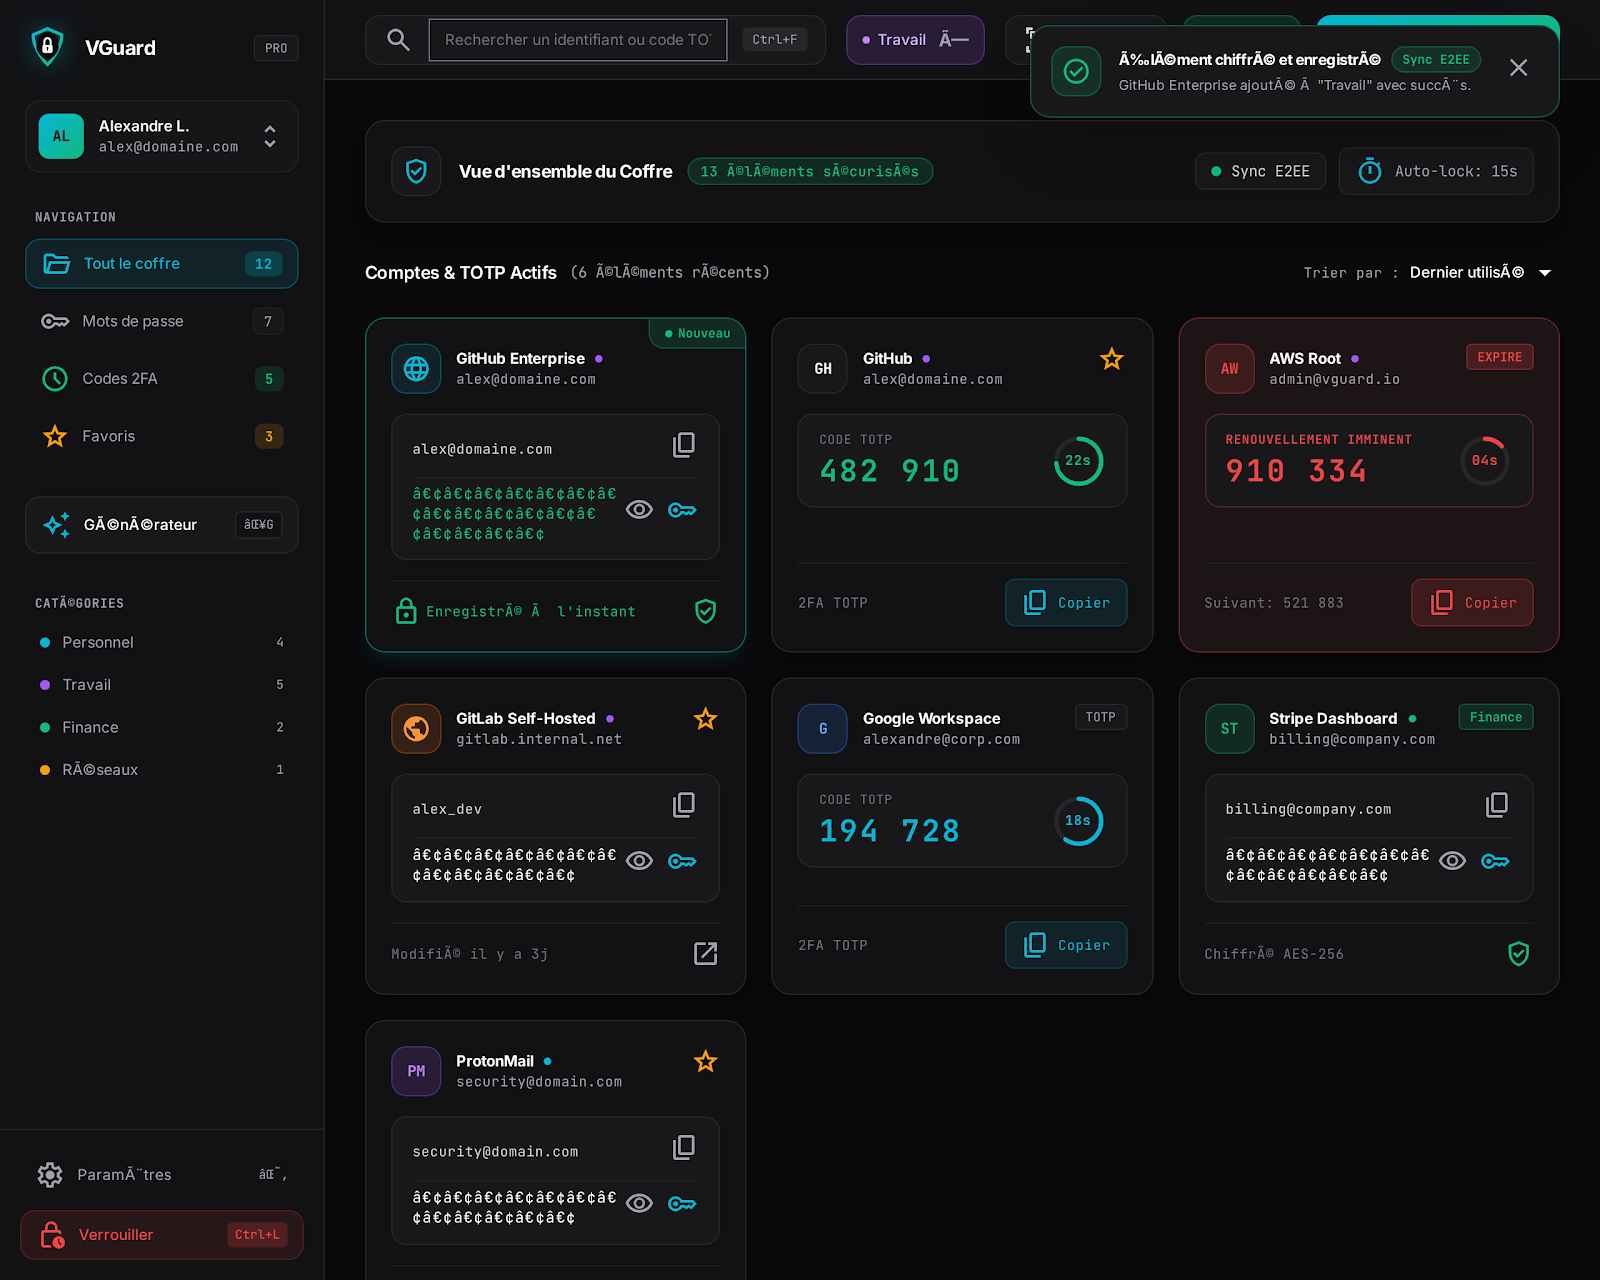 VGuard
PRO
AL
Alexandre L.
alex@domaine.com
NAVIGATION
Tout le coffre
12
Mots de passe
7
Codes 2FA
5
Favoris
3
GÃ©nÃ©rateur
âŒ¥G
CATÃ©GORIES
Personnel
4
Travail
5
Finance
2
RÃ©seaux
1
ParamÃ¨tres
âŒ˜,
Verrouiller
Ctrl+L
Rechercher un identifiant ou code TOT
Ctrl+F
Travail Ã—
Ã‰lÃ©ment chiffrÃ© et enregistrÃ©
Sync E2EE
GitHub Enterprise ajoutÃ© Ã  "Travail" avec succÃ¨s.
Vue d'ensemble du Coffre
13 Ã©lÃ©ments sÃ©curisÃ©s
Sync E2EE
Auto-lock: 15s
Comptes & TOTP Actifs
(6 Ã©lÃ©ments rÃ©cents)
Trier par :
Dernier utilisÃ©
Nouveau
GitHub Enterprise
alex@domaine.com
alex@domaine.com
â€¢â€¢â€¢â€¢â€¢â€¢â€
¢â€¢â€¢â€¢â€¢â€¢â€
¢â€¢â€¢â€¢â€¢
EnregistrÃ© Ã  l'instant
GH
GitHub
alex@domaine.com
CODE TOTP
482 910
22s
2FA TOTP
Copier
AW
AWS Root
admin@vguard.io
EXPIRE
RENOUVELLEMENT IMMINENT
910 334
04s
Suivant: 521 883
Copier
GitLab Self-Hosted
gitlab.internal.net
alex_dev
â€¢â€¢â€¢â€¢â€¢â€¢â€
¢â€¢â€¢â€¢â€¢â€¢
ModifiÃ© il y a 3j
G
Google Workspace
alexandre@corp.com
TOTP
CODE TOTP
194 728
18s
2FA TOTP
Copier
ST
Stripe Dashboard
billing@company.com
Finance
billing@company.com
â€¢â€¢â€¢â€¢â€¢â€¢â€
¢â€¢â€¢â€¢â€¢â€¢
ChiffrÃ© AES-256
PM
ProtonMail
security@domain.com
security@domain.com
â€¢â€¢â€¢â€¢â€¢â€¢â€
¢â€¢â€¢â€¢â€¢â€¢